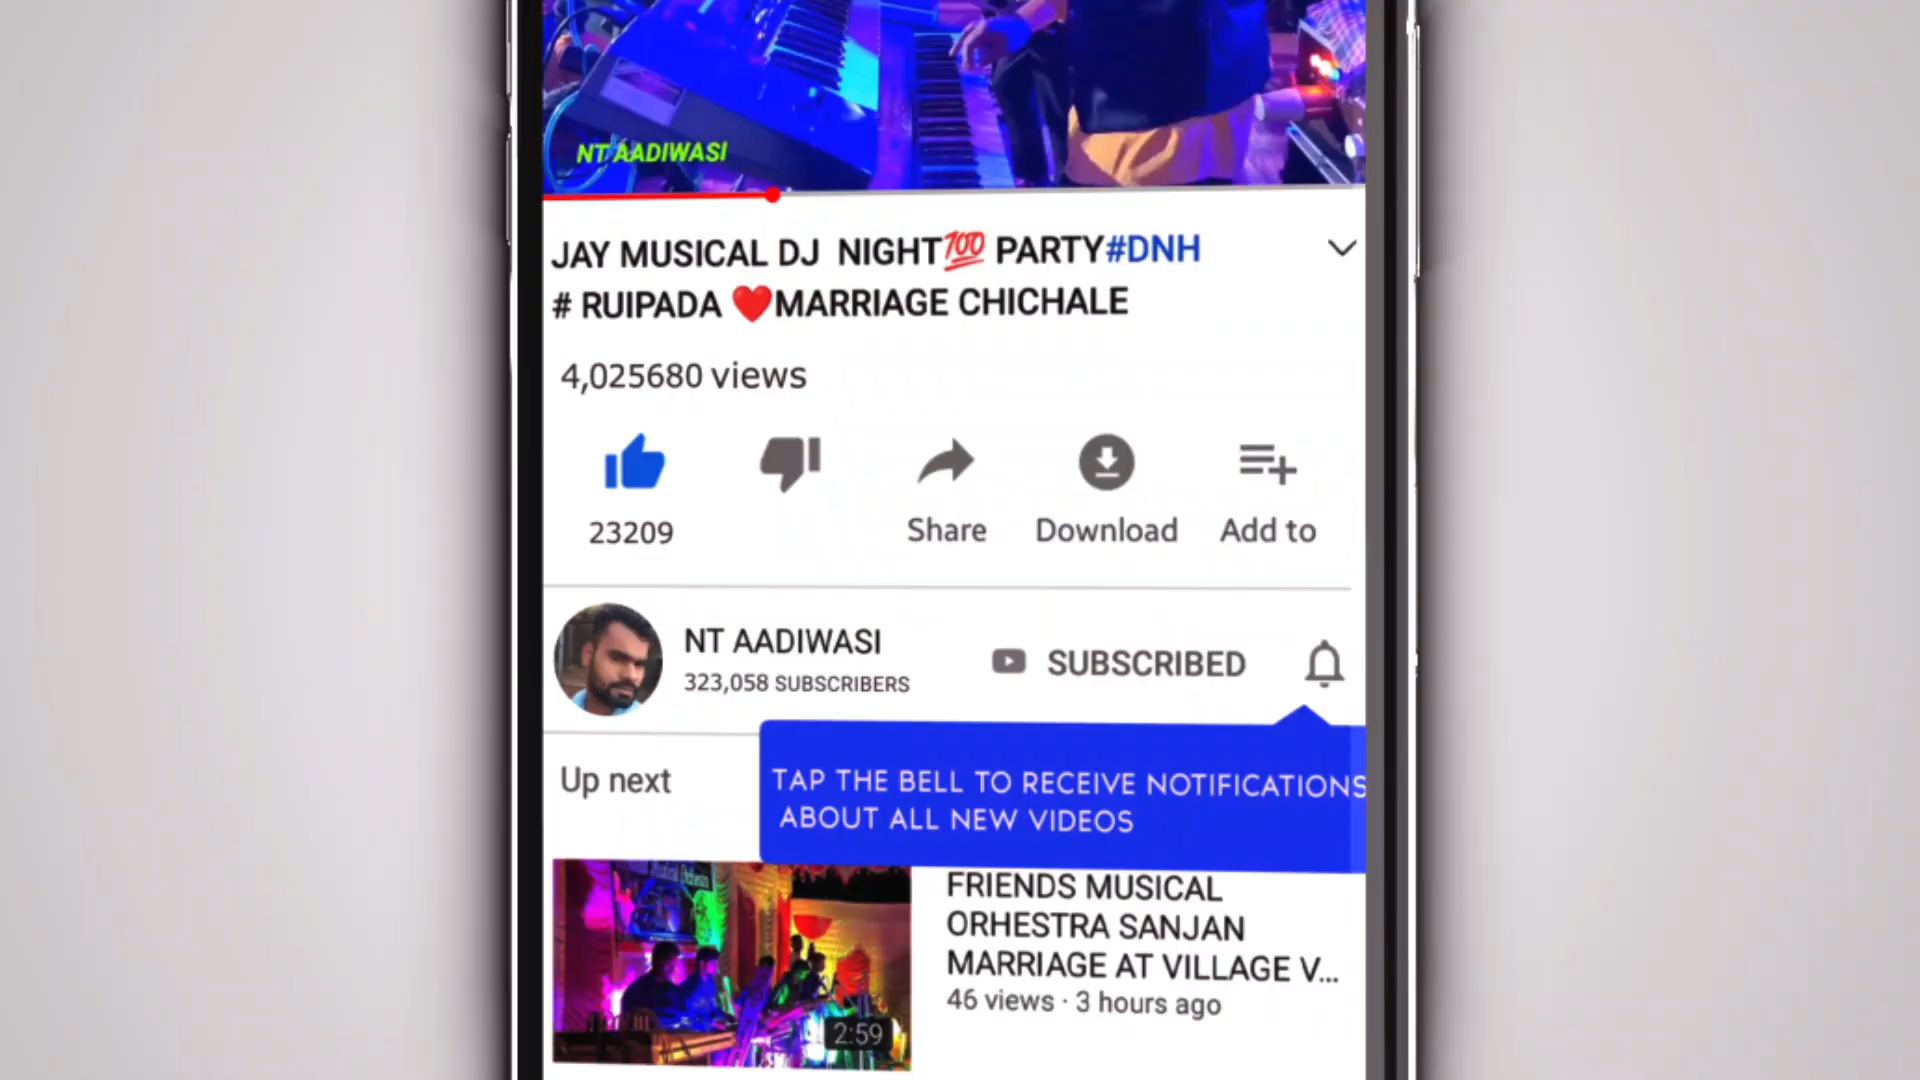 NT AADIWASI
JAY MUSICAL DJ NIGHT💯 PARTY#DNH
# RUIPADA ❤️MARRIAGE CHICHALE
4,025680 views
23209
Share
Download
Add to
NT AADIWASI
323,058 SUBSCRIBERS
SUBSCRIBED
TAP THE BELL TO RECEIVE NOTIFICATIONS
ABOUT ALL NEW VIDEOS
Up next
FRIENDS MUSICAL
ORHESTRA SANJAN
MARRIAGE AT VILLAGE V...
46 views · 3 hours ago
2:59